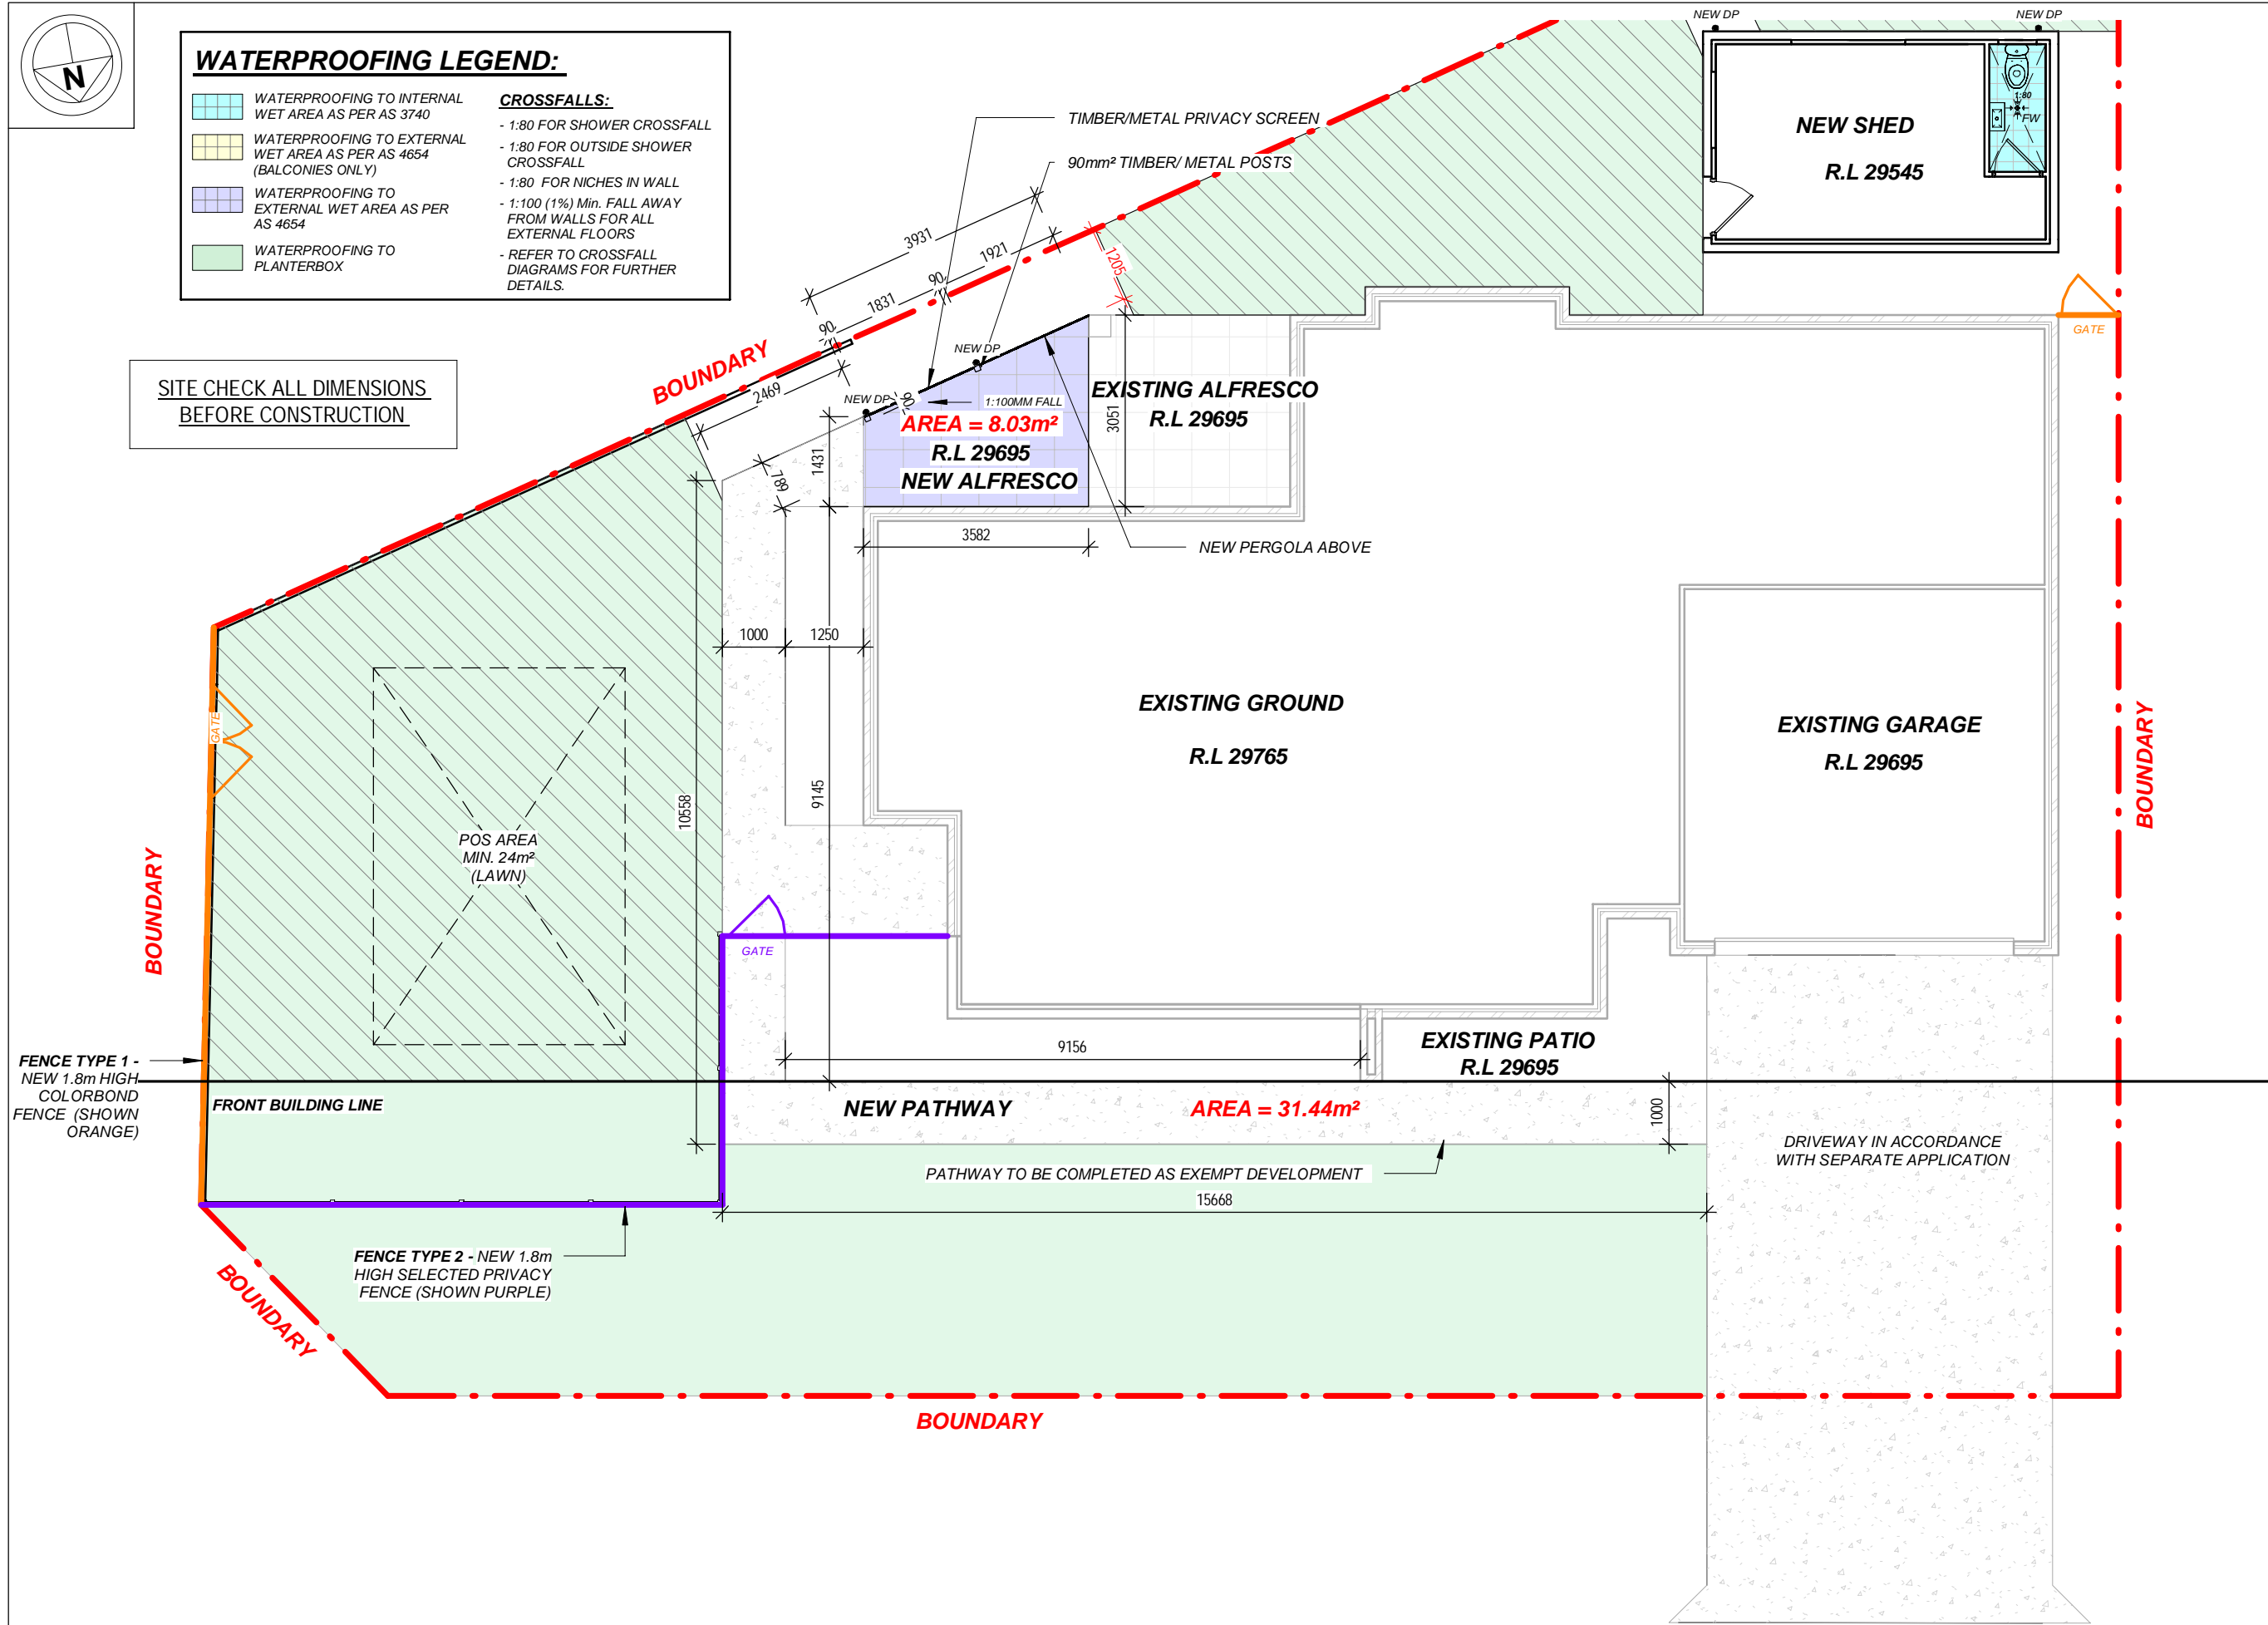 N
WATERPROOFING LEGEND:
WATERPROOFING TO INTERNAL
WET AREA AS PER AS 3740
WATERPROOFING TO EXTERNAL
WET AREA AS PER AS 4654
(BALCONIES ONLY)
WATERPROOFING TO
EXTERNAL WET AREA AS PER
AS 4654
WATERPROOFING TO
PLANTERBOX
CROSSFALLS:
- 1:80 FOR SHOWER CROSSFALL
- 1:80 FOR OUTSIDE SHOWER
CROSSFALL
- 1:80 FOR NICHES IN WALL
- 1:100 (1%) Min. FALL AWAY
FROM WALLS FOR ALL
EXTERNAL FLOORS
- REFER TO CROSSFALL
DIAGRAMS FOR FURTHER
DETAILS.
SITE CHECK ALL DIMENSIONS
BEFORE CONSTRUCTION
NEW DP
NEW DP
NEW SHED
R.L 29545
1:80
FW
TIMBER/METAL PRIVACY SCREEN
90mm² TIMBER/ METAL POSTS
3931
1921
90
1831
90
1205
BOUNDARY
2469
NEW DP
NEW DP
90
1:100MM FALL
AREA = 8.03m²
R.L 29695
NEW ALFRESCO
EXISTING ALFRESCO
R.L 29695
3051
1431
789
3582
NEW PERGOLA ABOVE
GATE
1000
1250
GATE
EXISTING GROUND
R.L 29765
EXISTING GARAGE
R.L 29695
BOUNDARY
10558
9145
POS AREA
MIN. 24m²
(LAWN)
BOUNDARY
GATE
9156
EXISTING PATIO
R.L 29695
FENCE TYPE 1 -
NEW 1.8m HIGH
COLORBOND
FENCE (SHOWN
ORANGE)
FRONT BUILDING LINE
NEW PATHWAY
AREA = 31.44m²
1000
DRIVEWAY IN ACCORDANCE
WITH SEPARATE APPLICATION
PATHWAY TO BE COMPLETED AS EXEMPT DEVELOPMENT
15668
FENCE TYPE 2 - NEW 1.8m
HIGH SELECTED PRIVACY
FENCE (SHOWN PURPLE)
BOUNDARY
BOUNDARY